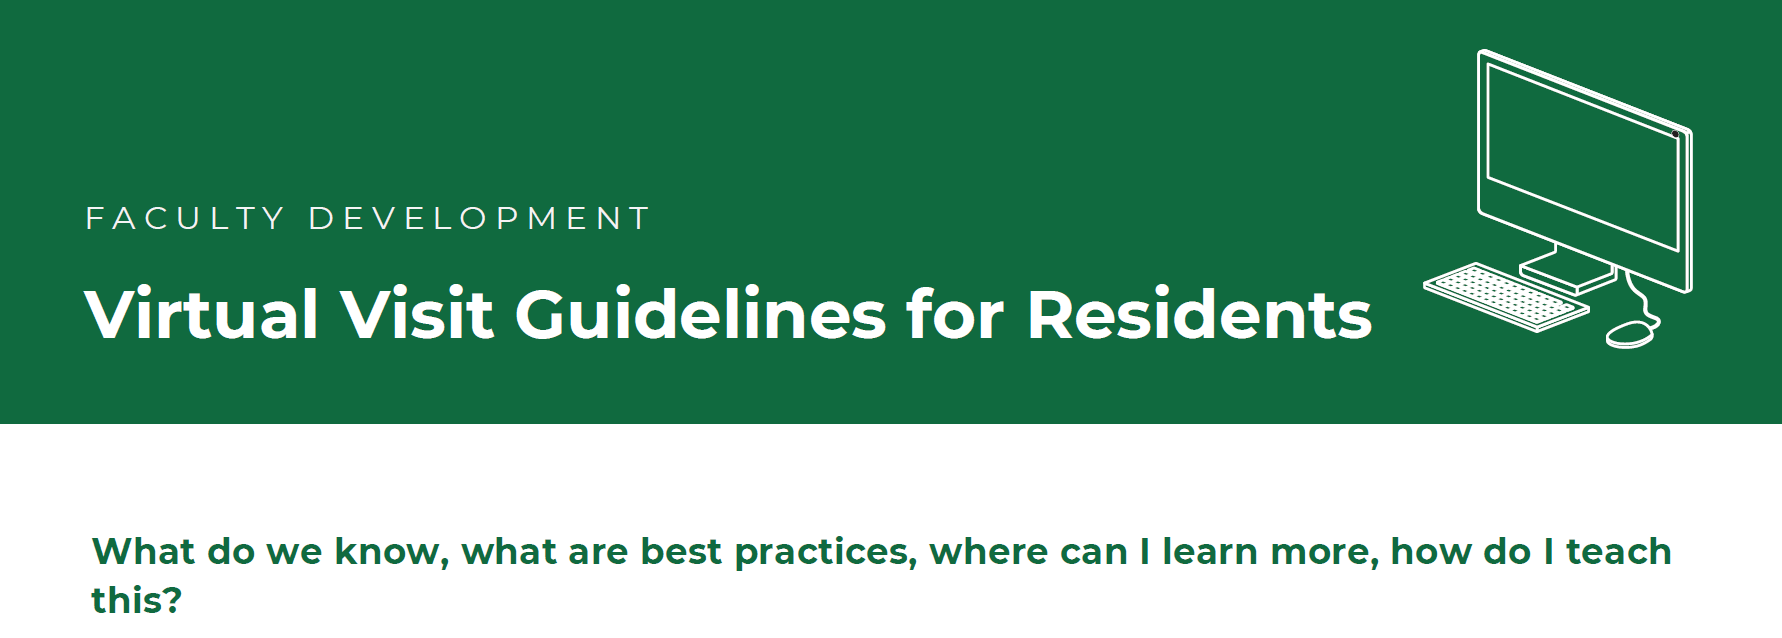 FACULTY DEVELOPMENT
Virtual Visit Guidelines for Residents
What do we know, what are best practices, where can I learn more, how do I teach
this?